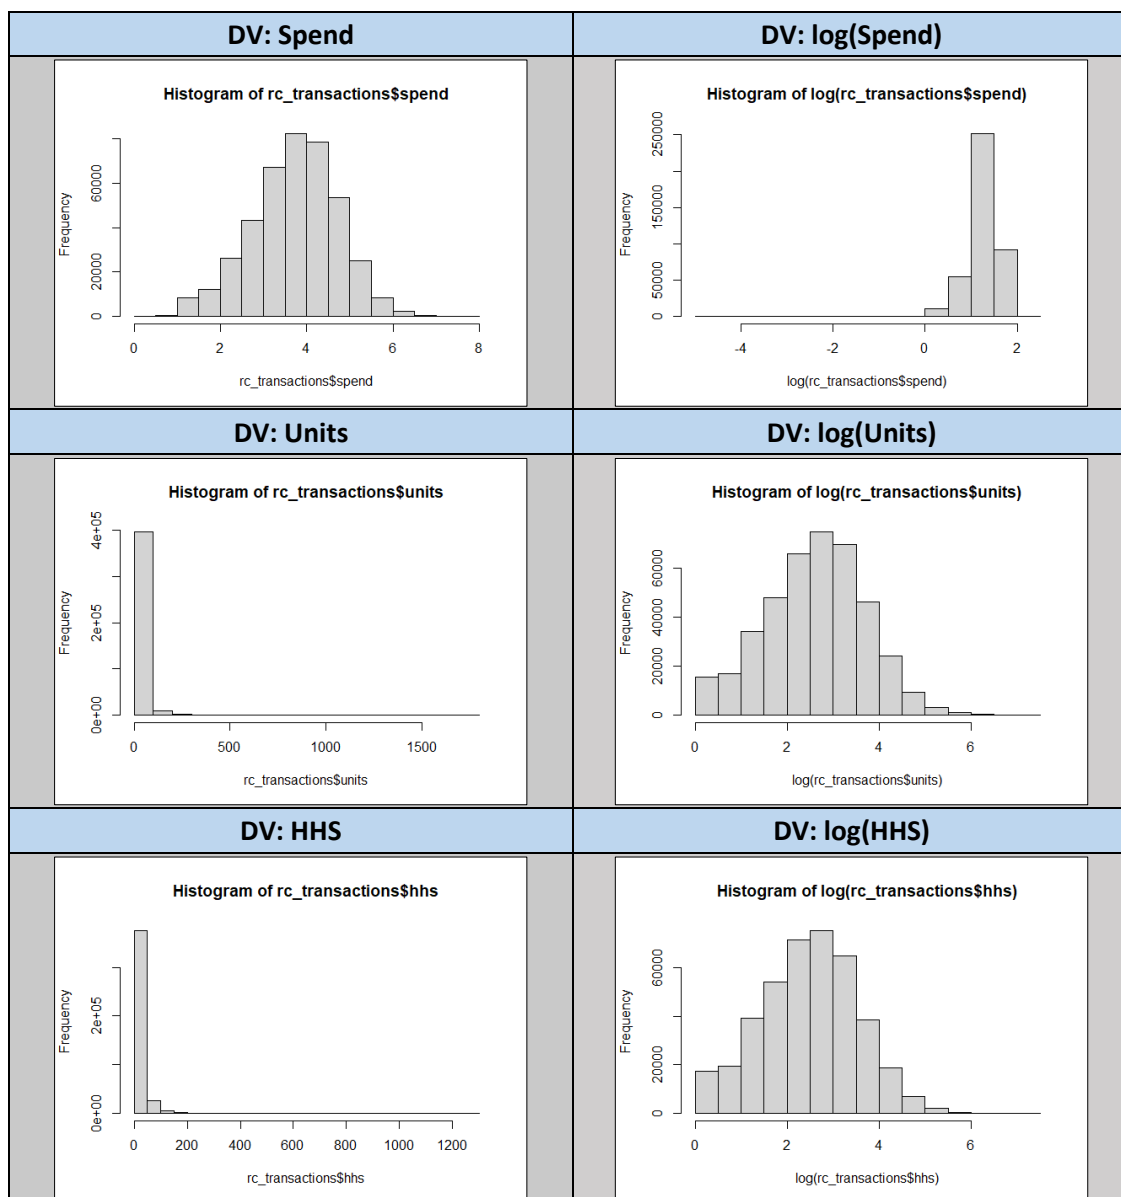 DV: Spend
DV: log(Spend)
Histogram of rc_transactions$spend
Frequency
0
20000
60000
0
2
4
6
8
rc_transactions$spend
Histogram of log(rc_transactions$spend)
Frequency
0
50000
150000
250000
-4
-2
0
2
log(rc_transactions$spend)
DV: Units
DV: log(Units)
Histogram of rc_transactions$units
Frequency
0e+00
2e+05
4e+05
0
500
1000
1500
rc_transactions$units
Histogram of log(rc_transactions$units)
Frequency
0
20000
40000
60000
0
2
4
6
log(rc_transactions$units)
DV: HHS
DV: log(HHS)
Histogram of rc_transactions$hhs
Frequency
0e+00
2e+05
0
200
400
600
800
1000
1200
rc_transactions$hhs
Histogram of log(rc_transactions$hhs)
Frequency
0
20000
60000
0
2
4
6
log(rc_transactions$hhs)